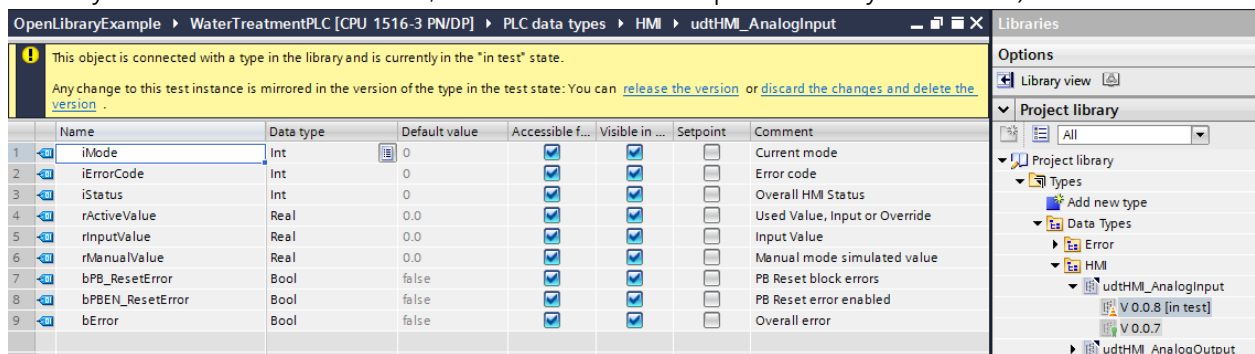 OpenLibraryExample ▸ WaterTreatmentPLC [CPU 1516-3 PN/DP] ▸ PLC data types ▸ HMI ▸ udtHMI_AnalogInput
This object is connected with a type in the library and is currently in the "in test" state.
Any change to this test instance is mirrored in the version of the type in the test state: You can release the version or discard the changes and delete the
version .
Name Data type Default value Accessible f... Visible in ... Setpoint Comment
1 iMode Int 0 Current mode
2 iErrorCode Int 0 Error code
3 iStatus Int 0 Overall HMI Status
4 rActiveValue Real 0.0 Used Value, Input or Override
5 rInputValue Real 0.0 Input Value
6 rManualValue Real 0.0 Manual mode simulated value
7 bPB_ResetError Bool false PB Reset block errors
8 bPBEN_ResetError Bool false PB Reset error enabled
9 bError Bool false Overall error
Libraries
Options
Library view
Project library
All
Project library
Types
Add new type
Data Types
Error
HMI
udtHMI_AnalogInput
V 0.0.8 [in test]
V 0.0.7
udtHMI_AnalogOutput